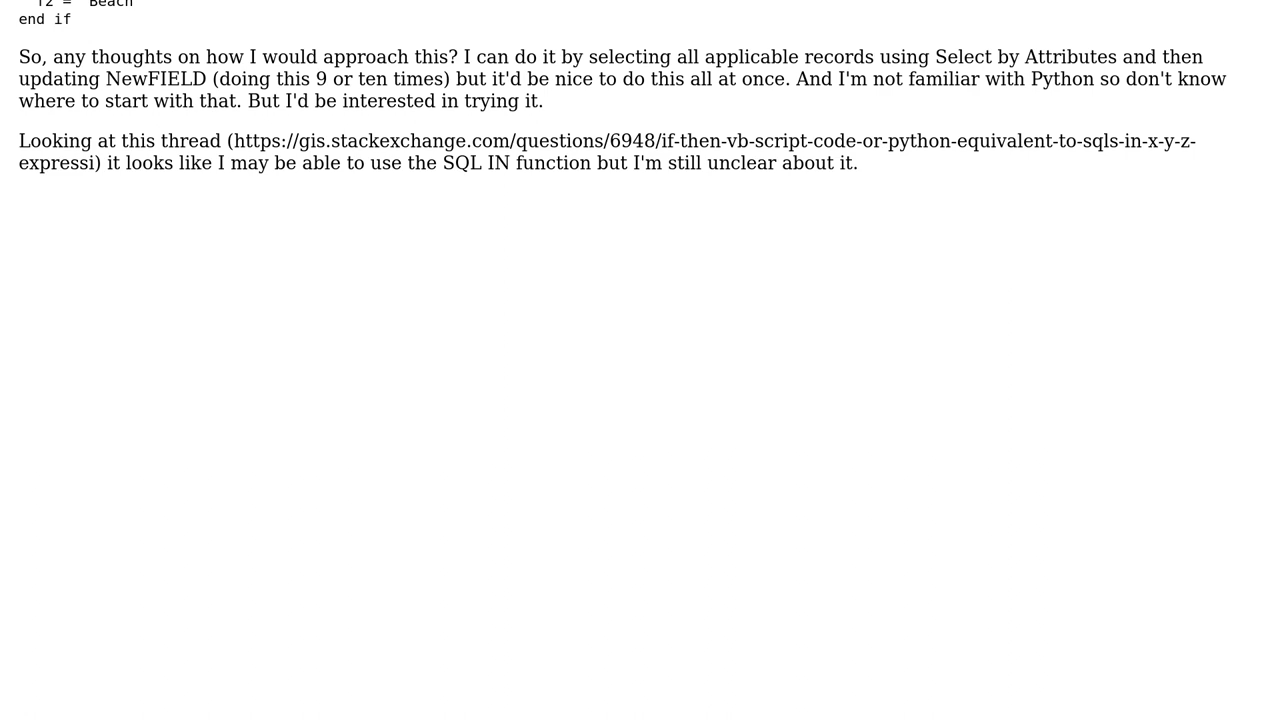 f2 = "Beach"
end if
So, any thoughts on how I would approach this? I can do it by selecting all applicable records using Select by Attributes and then
updating NewFIELD (doing this 9 or ten times) but it'd be nice to do this all at once. And I'm not familiar with Python so don't know
where to start with that. But I'd be interested in trying it.
Looking at this thread (https://gis.stackexchange.com/questions/6948/if-then-vb-script-code-or-python-equivalent-to-sqls-in-x-y-z-
expressi) it looks like I may be able to use the SQL IN function but I'm still unclear about it.